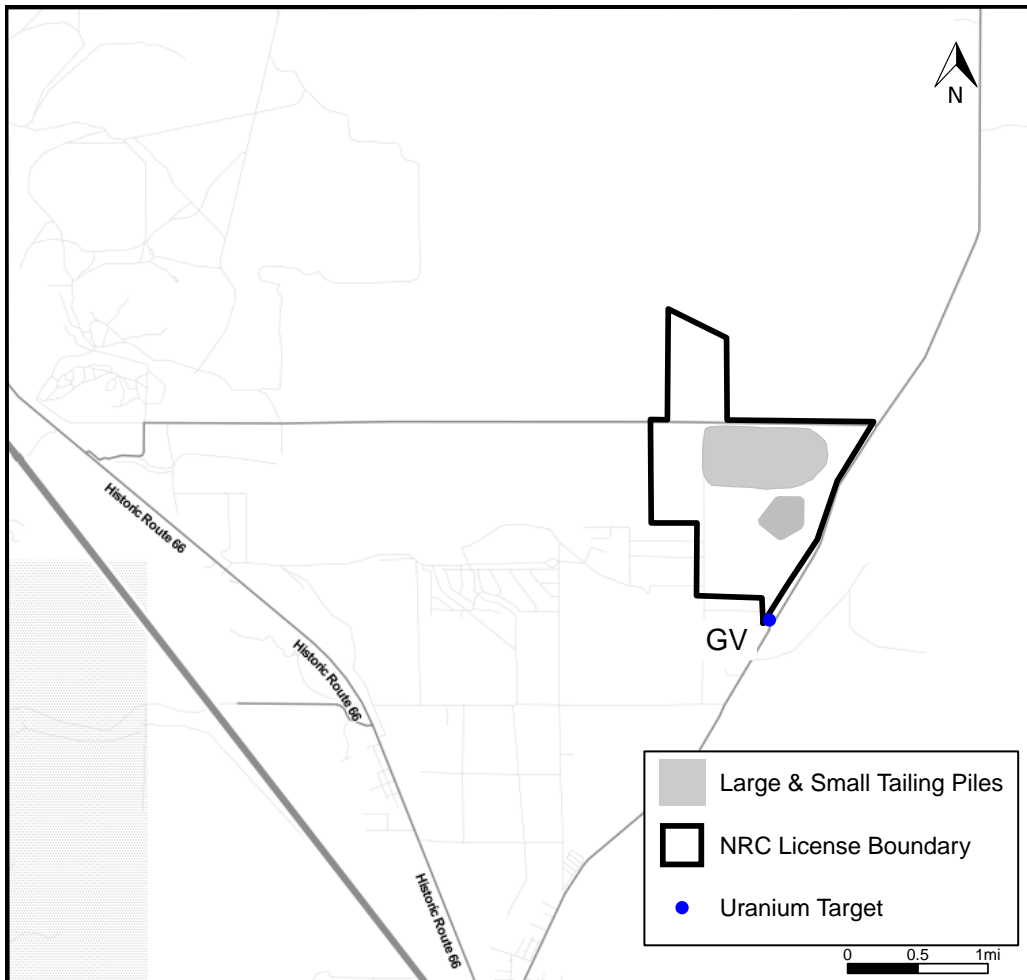 N
Historic Route 66
Historic Route 66
GV
Historic Route 66
Large & Small Tailing Piles
NRC License Boundary
Uranium Target
0 0.5 1mi